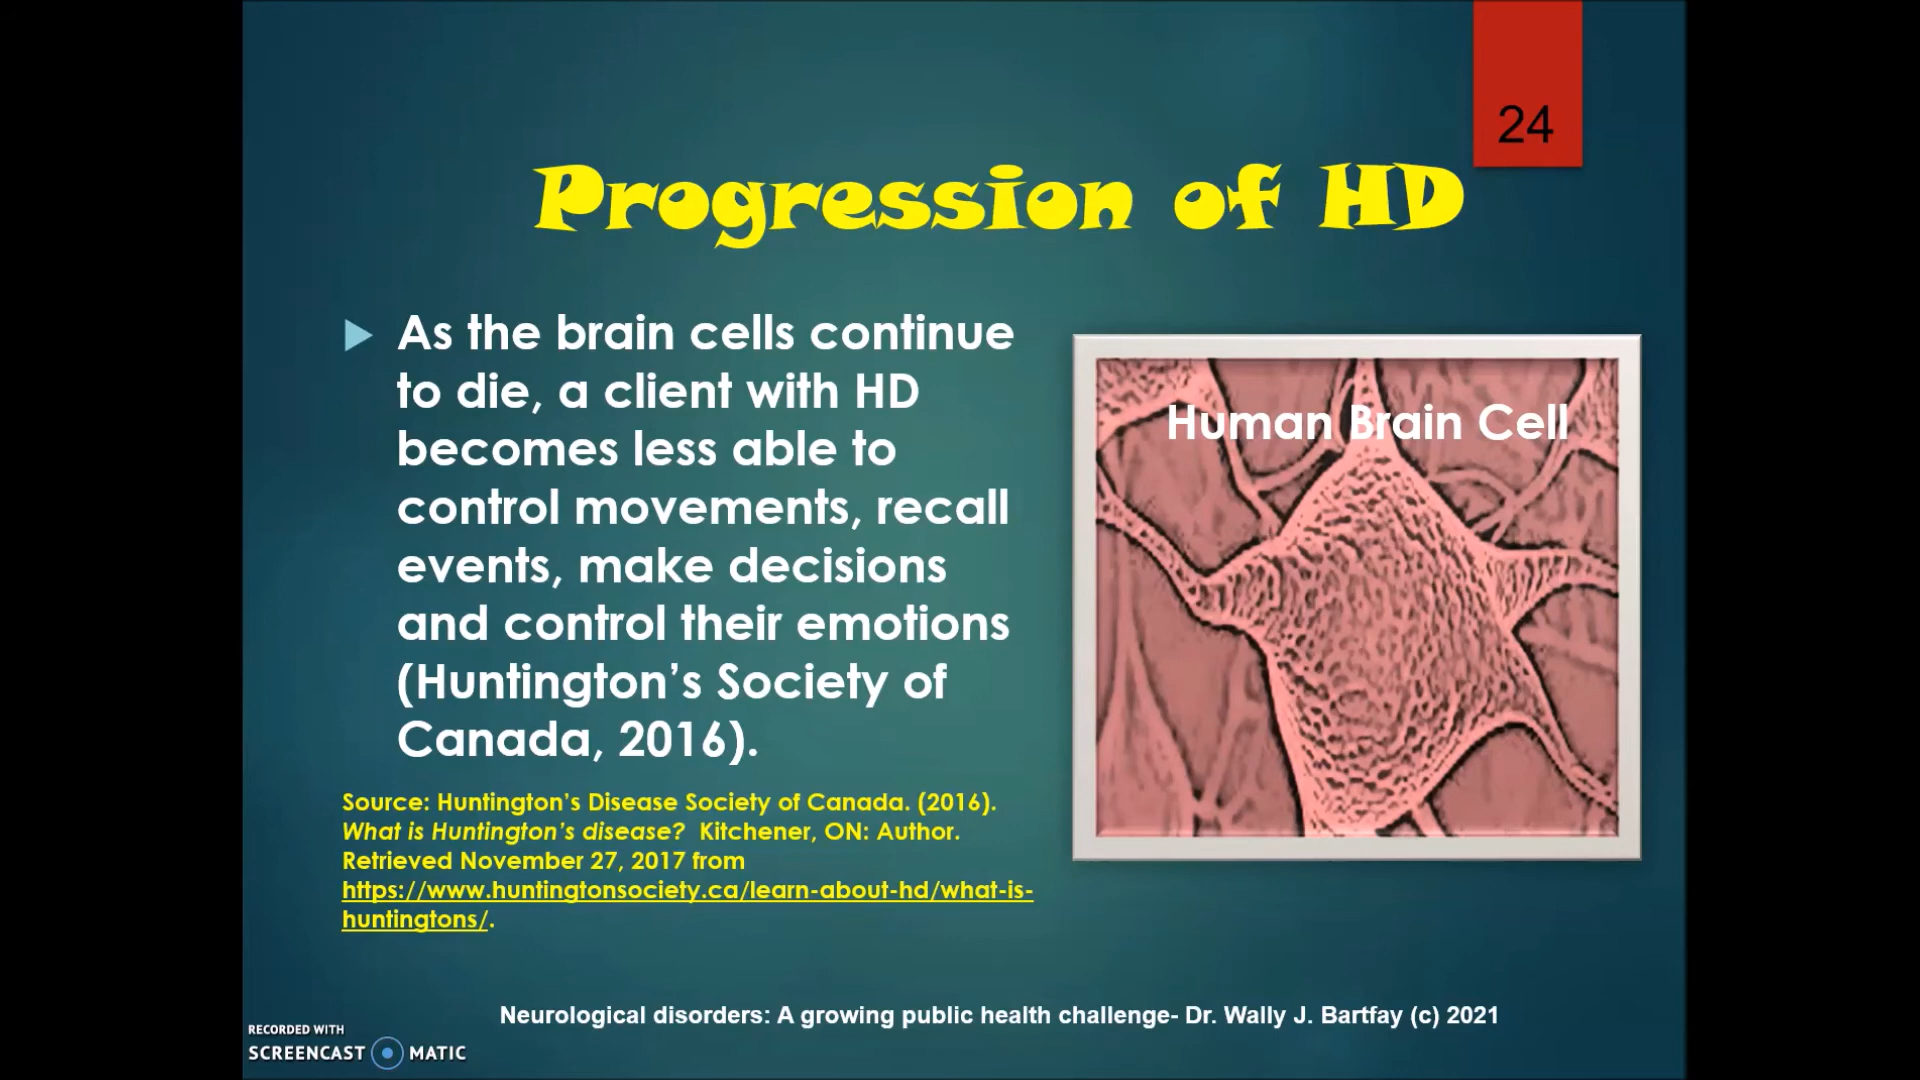 24
Progression of HD
As the brain cells continue
to die, a client with HD
becomes less able to
control movements, recall
events, make decisions
and control their emotions
(Huntington’s Society of
Canada, 2016).
Human Brain Cell
Source: Huntington’s Disease Society of Canada. (2016).
What is Huntington’s disease? Kitchener, ON: Author.
Retrieved November 27, 2017 from
https://www.huntingtonsociety.ca/learn-about-hd/what-is-
huntingtons/.
Neurological disorders: A growing public health challenge- Dr. Wally J. Bartfay (c) 2021
RECORDED WITH
SCREENCAST MATIC